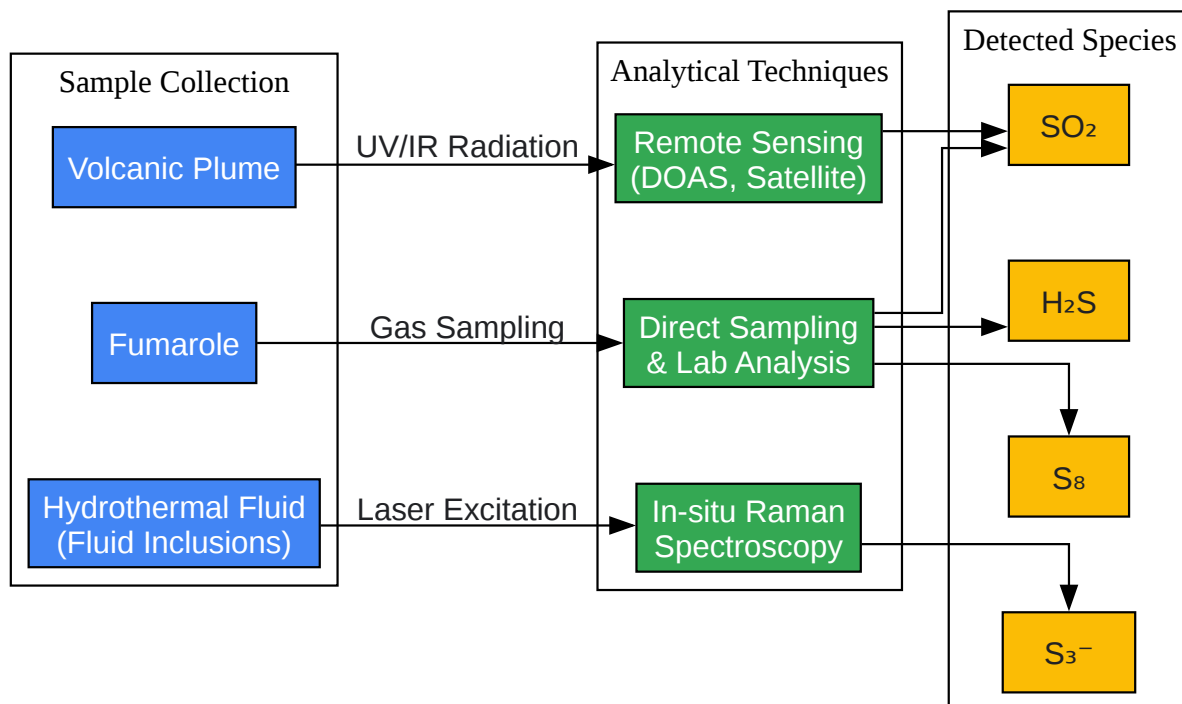 Sample Collection
Volcanic Plume
Fumarole
Hydrothermal Fluid
(Fluid Inclusions)
UV/IR Radiation
Gas Sampling
Laser Excitation
Analytical Techniques
Remote Sensing
(DOAS, Satellite)
Direct Sampling
& Lab Analysis
In-situ Raman
Spectroscopy
Detected Species
SO₂
H₂S
S₈
S₃⁻